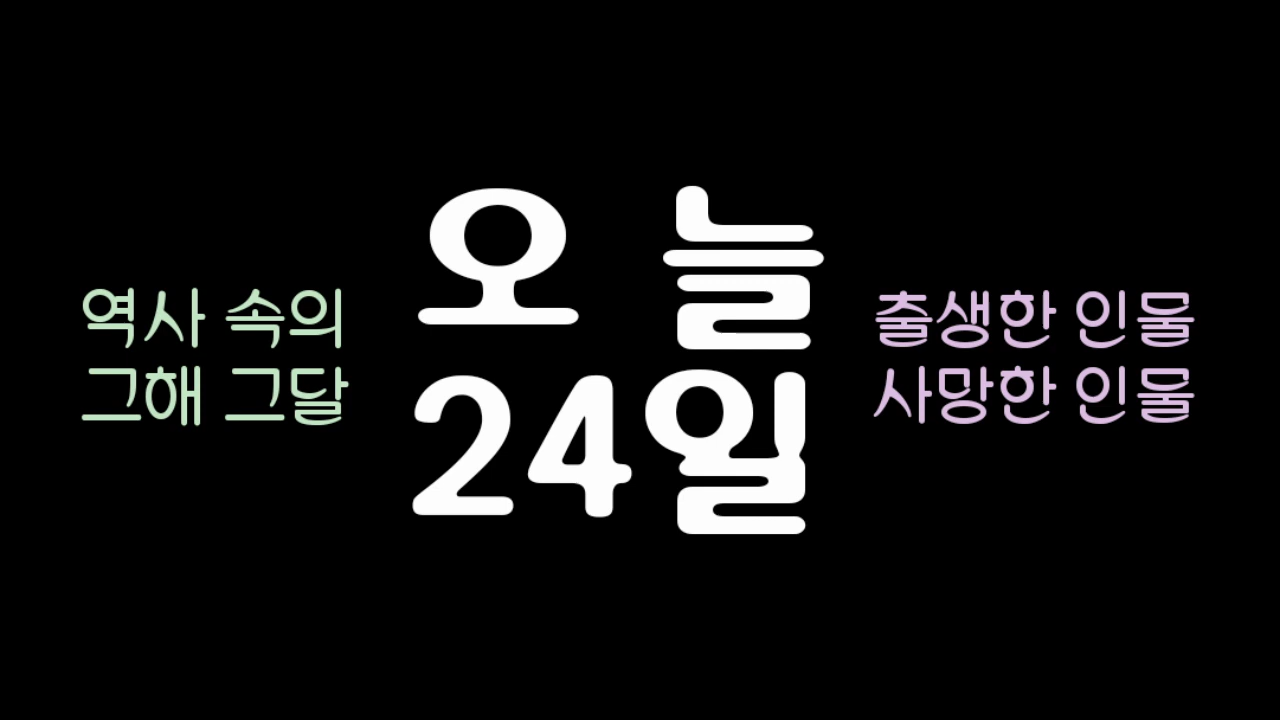 역사 속의
그해 그달
오 늘
24일
출생한 인물
사망한 인물